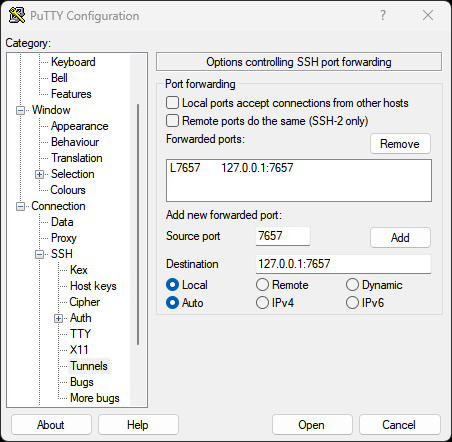 PuTTY Configuration
?
Category:
Keyboard
Bell
Features
Window
Appearance
Behaviour
Translation
Selection
Colours
Connection
Data
Proxy
SSH
Kex
Host keys
Cipher
Auth
TTY
X11
Tunnels
Bugs
More bugs
Options controlling SSH port forwarding
Port forwarding
Local ports accept connections from other hosts
Remote ports do the same (SSH-2 only)
Forwarded ports:
Remove
L7657 127.0.0.1:7657
Add new forwarded port:
Source port 7657 Add
Destination 127.0.0.1:7657
Local Remote Dynamic
Auto IPv4 IPv6
About Help Open Cancel